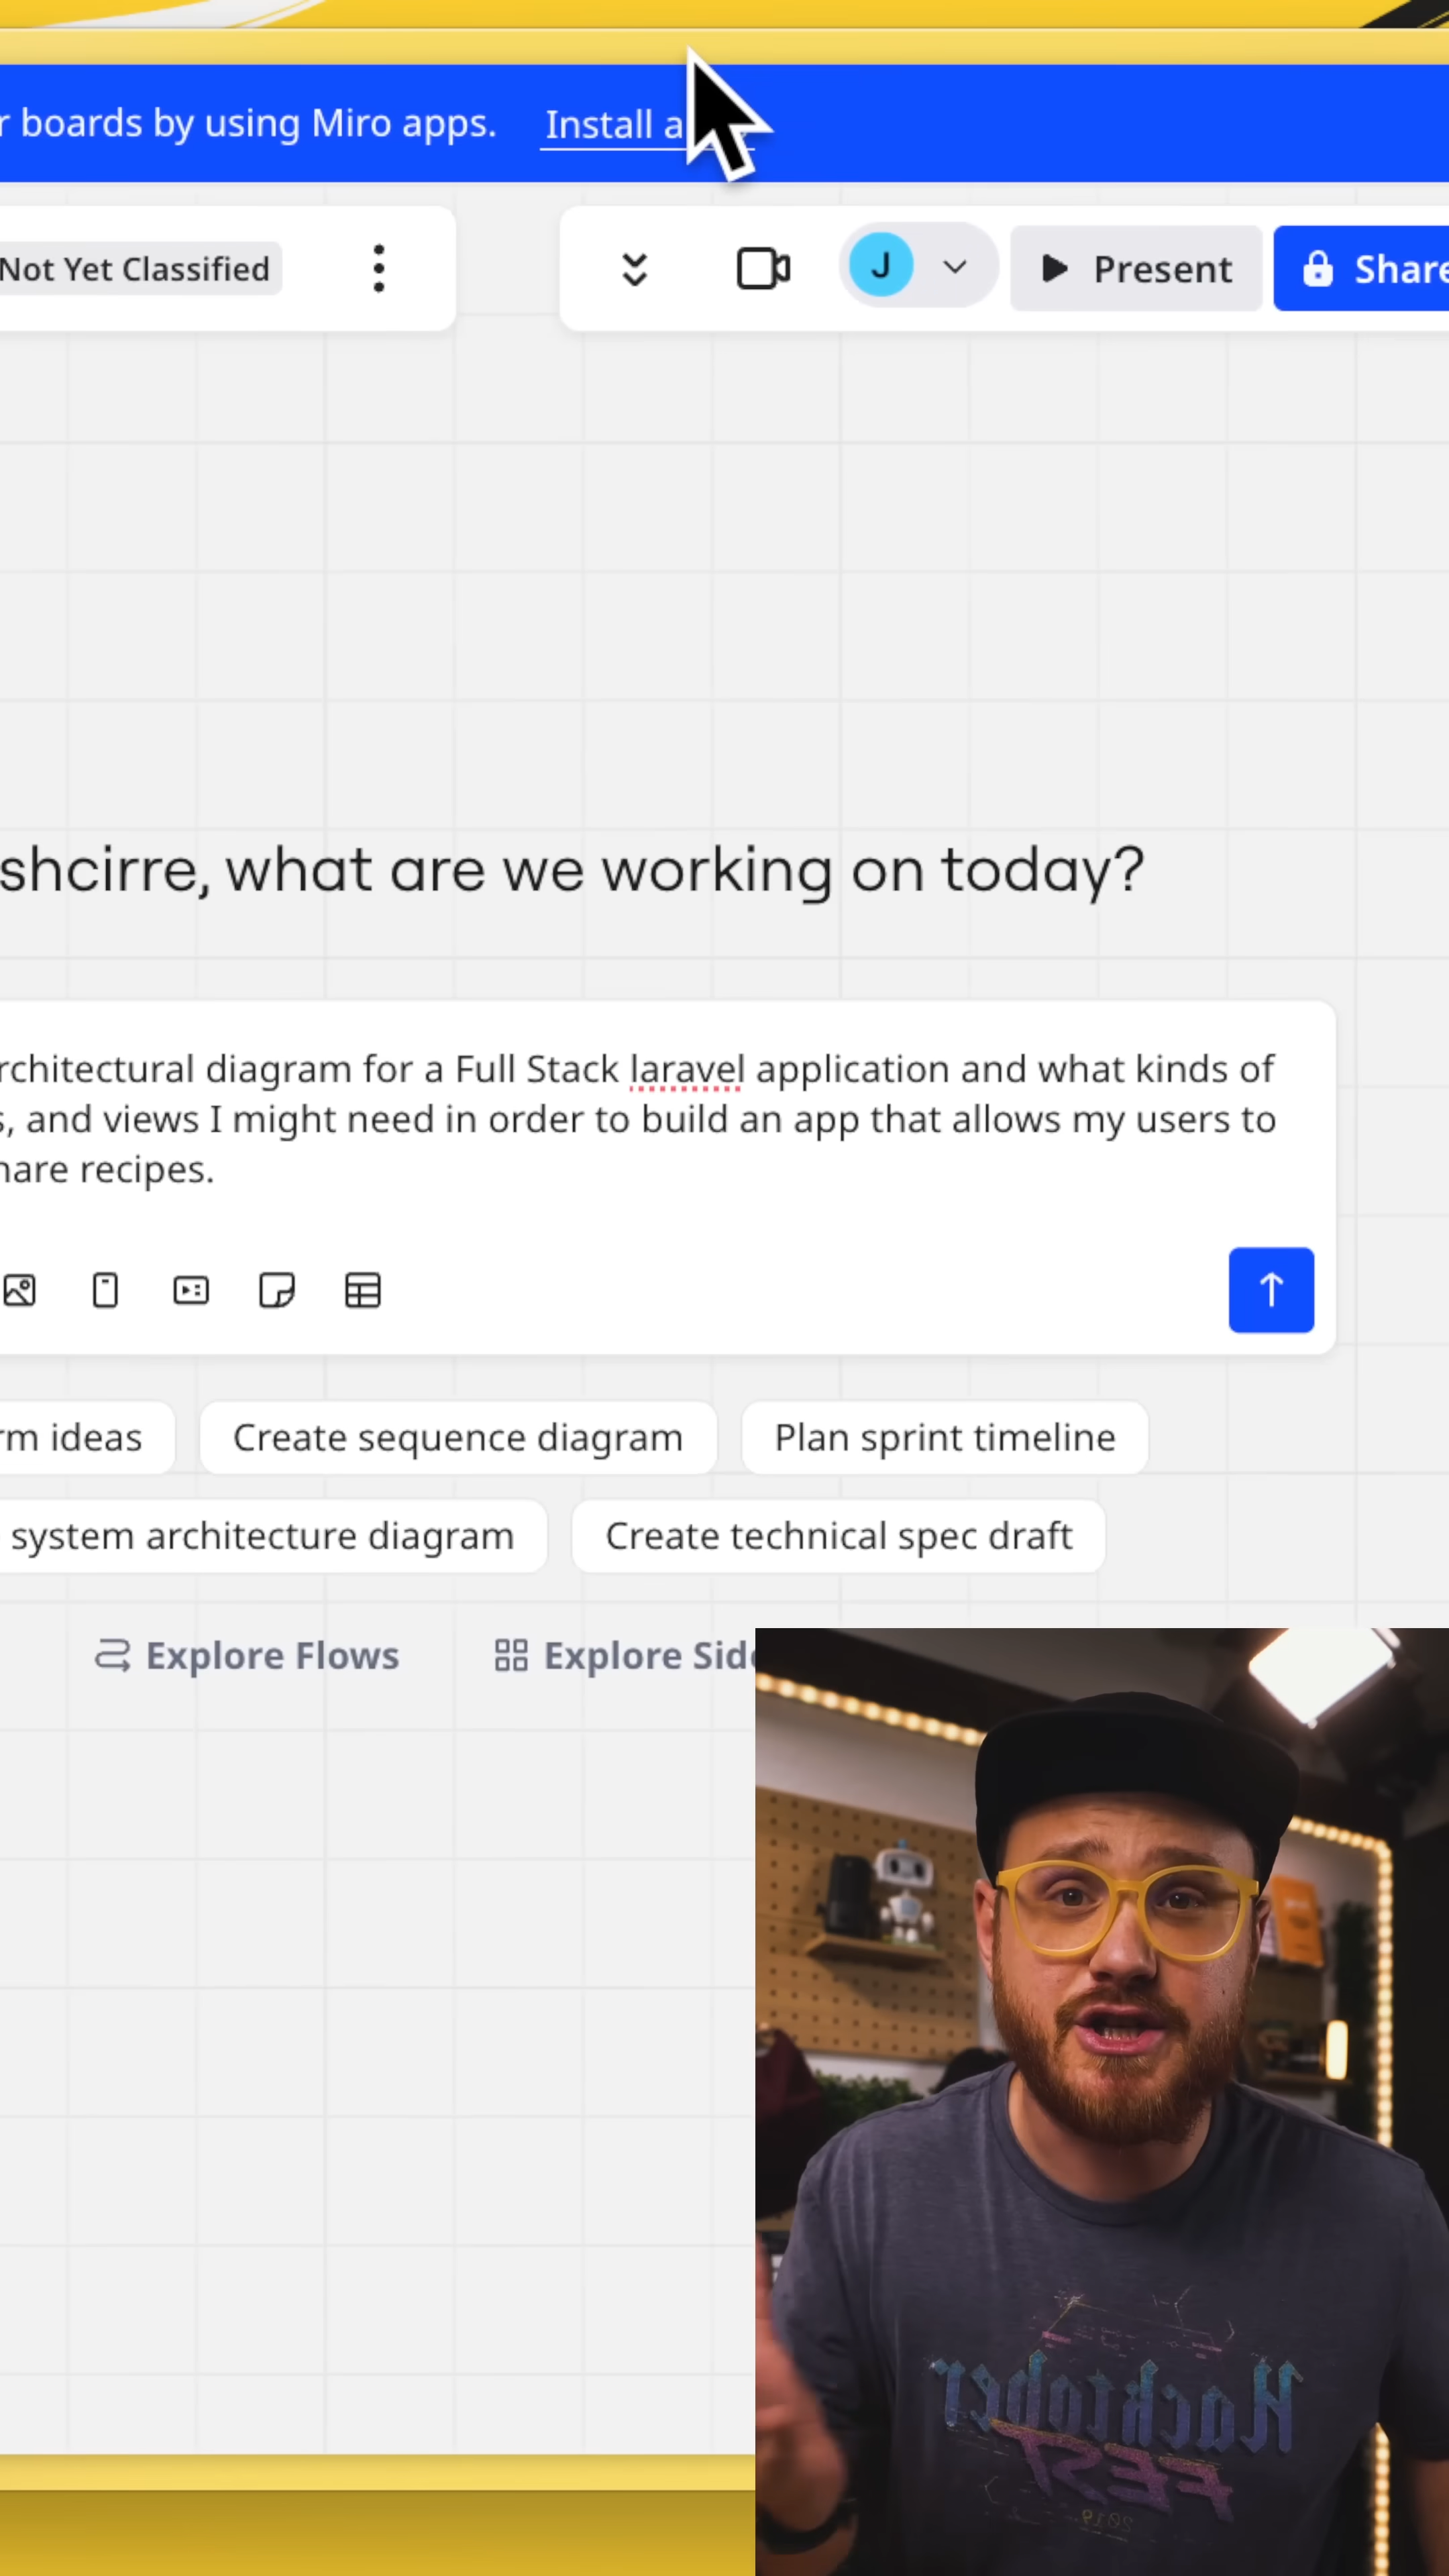 r boards by using Miro apps. Install a
Not Yet Classified
J
Present
Share
shcirre, what are we working on today?
rchitectural diagram for a Full Stack laravel application and what kinds of
s, and views I might need in order to build an app that allows my users to
hare recipes.
rm ideas
Create sequence diagram
Plan sprint timeline
system architecture diagram
Create technical spec draft
Explore Flows
Explore Sid
Hacktober
FEST
2019